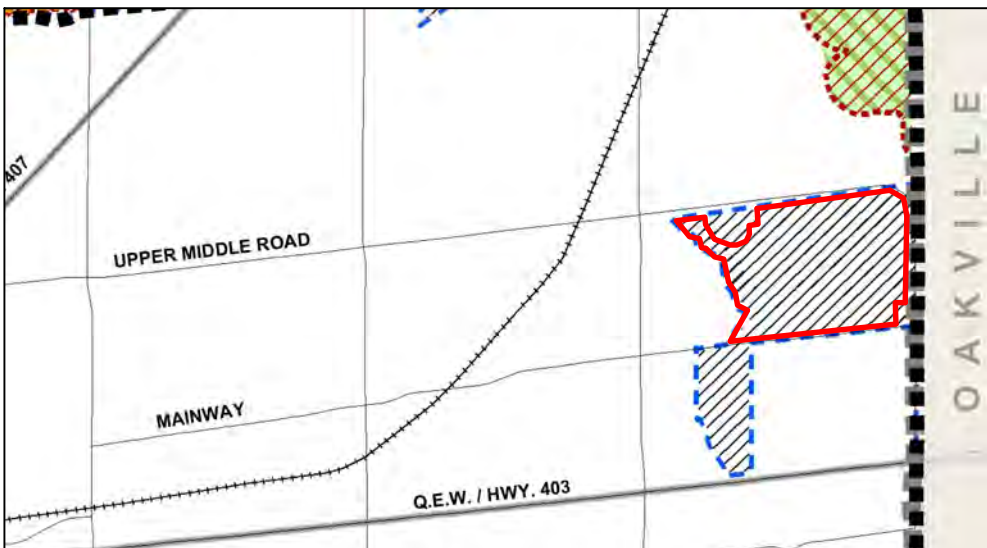 407
UPPER MIDDLE ROAD
MAINWAY
Q.E.W. / HWY. 403
OAKVILLE